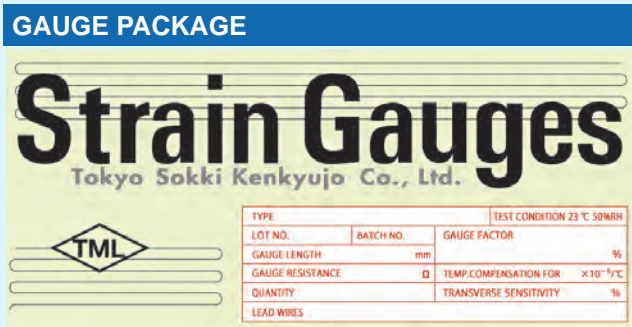 GAUGE PACKAGE
Strain Gauges
Tokyo Sokki Kenkyujo Co., Ltd.
TML
TYPE TEST CONDITION 23 ℃ 50%RH
LOT NO. BATCH NO. GAUGE FACTOR
GAUGE LENGTH mm %
GAUGE RESISTANCE Ω TEMP.COMPENSATION FOR ×10⁻⁶/℃
QUANTITY TRANSVERSE SENSITIVITY %
LEAD WIRES